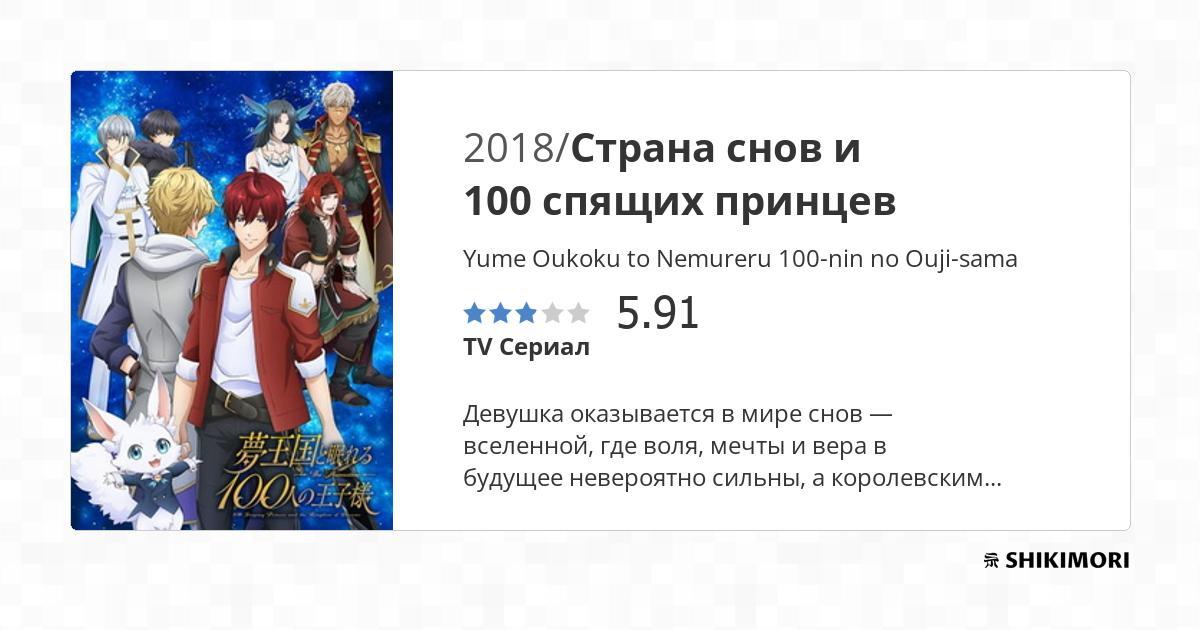 2018/Страна снов и
100 спящих принцев
Yume Oukoku to Nemureru 100-nin no Ouji-sama
5.91
TV Сериал
Девушка оказывается в мире снов —
вселенной, где воля, мечты и вера в
будущее невероятно сильны, а королевским...
夢王国と眠れる
100人の王子様
SHIKIMORI